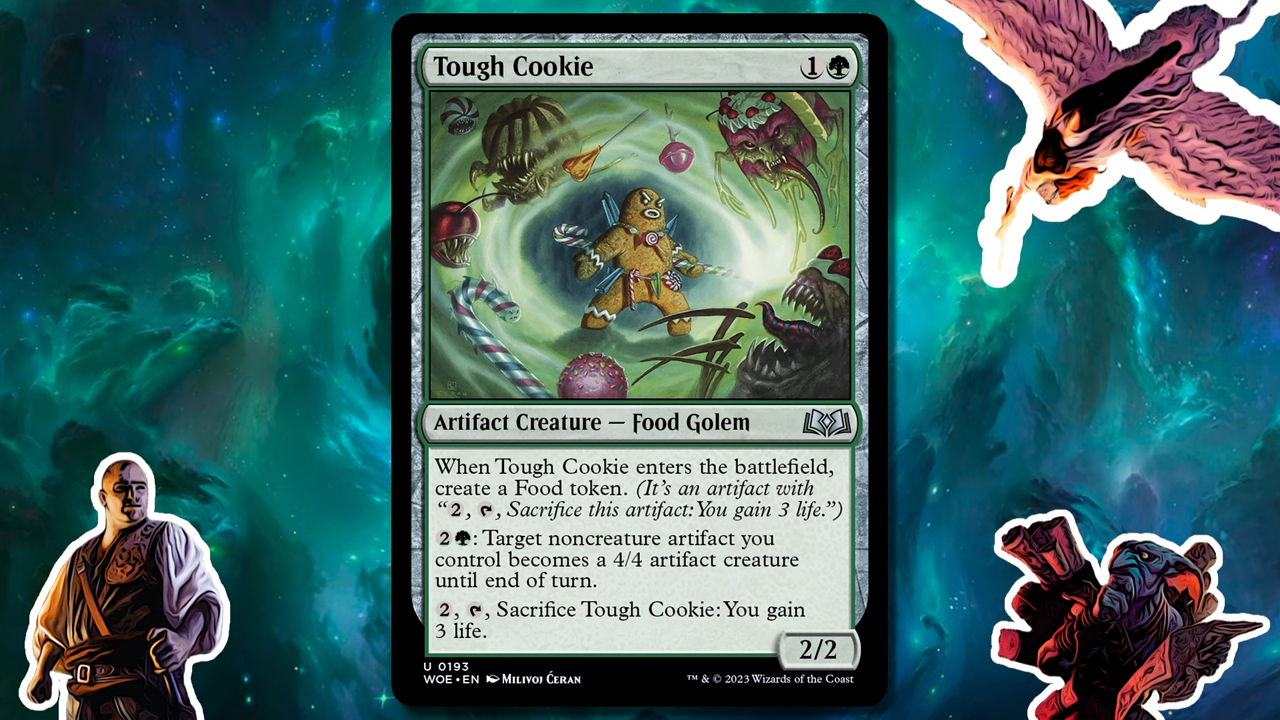 Tough Cookie 1
Artifact Creature — Food Golem
When Tough Cookie enters the battlefield,
create a Food token. (It's an artifact with
“2, , Sacrifice this artifact: You gain 3 life.”)
2 : Target noncreature artifact you
control becomes a 4/4 artifact creature
until end of turn.
2, , Sacrifice Tough Cookie: You gain
3 life.
2/2
U 0193
WOE • EN Milivoj Ćeran
™ & © 2023 Wizards of the Coast